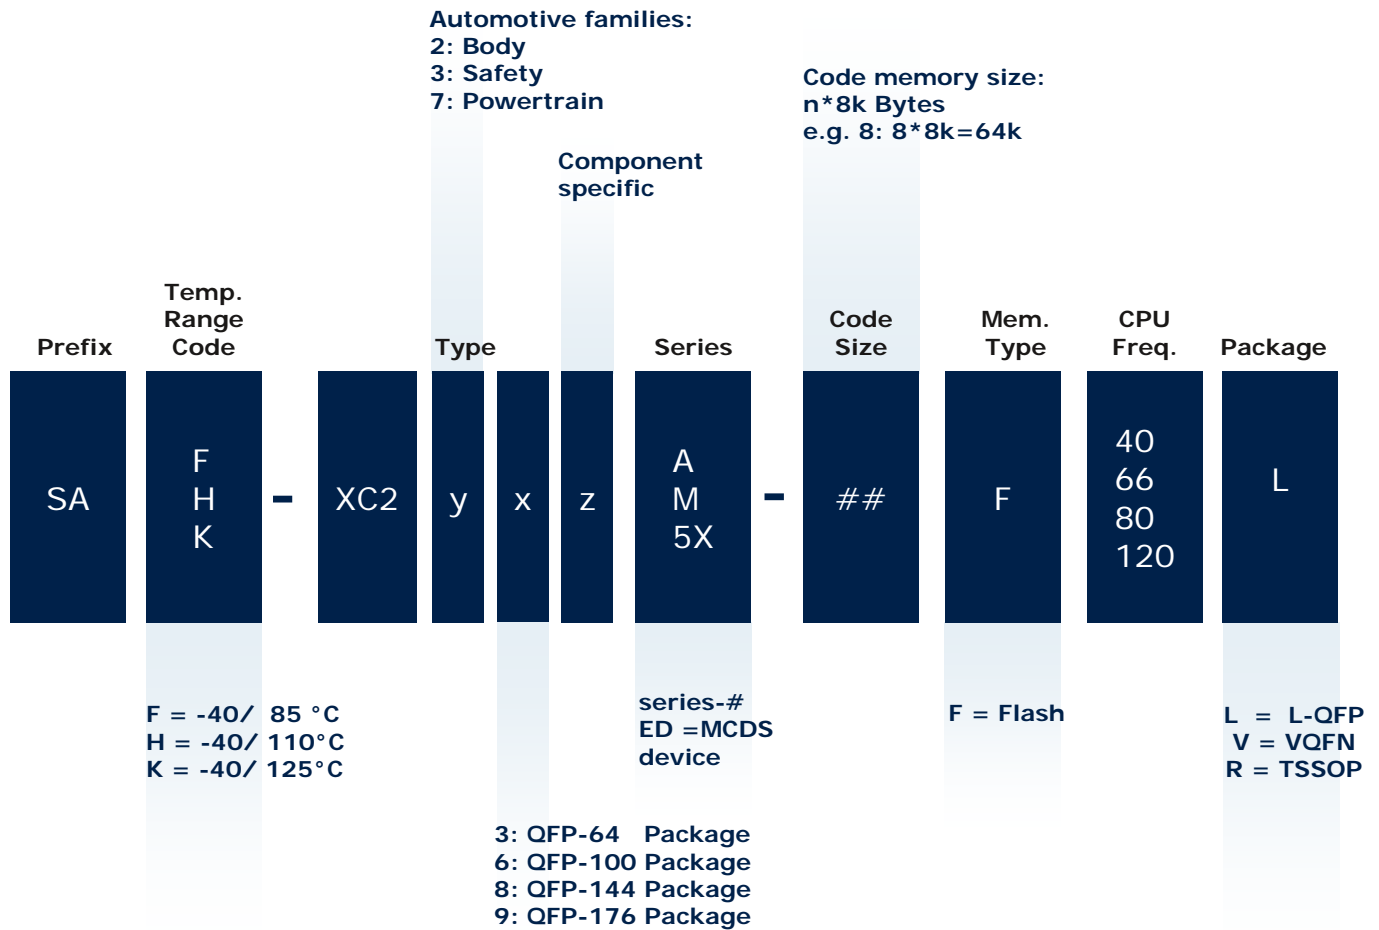 Automotive families:
2: Body
3: Safety
7: Powertrain
Code memory size:
n*8k Bytes
e.g. 8: 8*8k=64k
Component
specific
Prefix
Temp.
Range
Code
Type
Series
Code
Size
Mem.
Type
CPU
Freq.
Package
SA
F
H
K
-
XC2
y
x
z
A
M
5X
-
##
F
40
66
80
120
L
F = -40/ 85 °C
H = -40/ 110°C
K = -40/ 125°C
series-#
ED =MCDS
device
F = Flash
L = L-QFP
V = VQFN
R = TSSOP
3: QFP-64 Package
6: QFP-100 Package
8: QFP-144 Package
9: QFP-176 Package